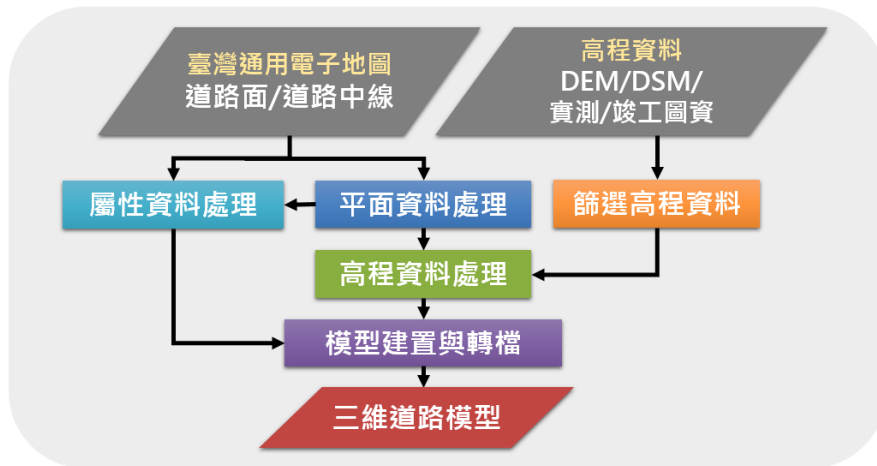 臺灣通用電子地圖
道路面/道路中線
高程資料
DEM/DSM/
實測/竣工圖資
屬性資料處理
平面資料處理
篩選高程資料
高程資料處理
模型建置與轉檔
三維道路模型